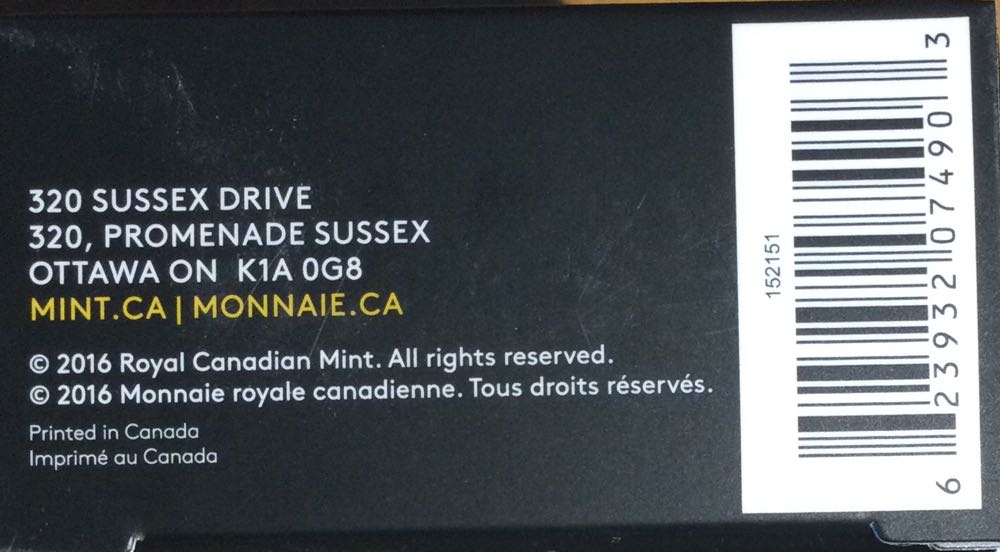 320 SUSSEX DRIVE
320, PROMENADE SUSSEX
OTTAWA ON K1A 0G8
MINT.CA | MONNAIE.CA
© 2016 Royal Canadian Mint. All rights reserved.
© 2016 Monnaie royale canadienne. Tous droits réservés.
Printed in Canada
Imprimé au Canada
152151
6 23932 07490 3